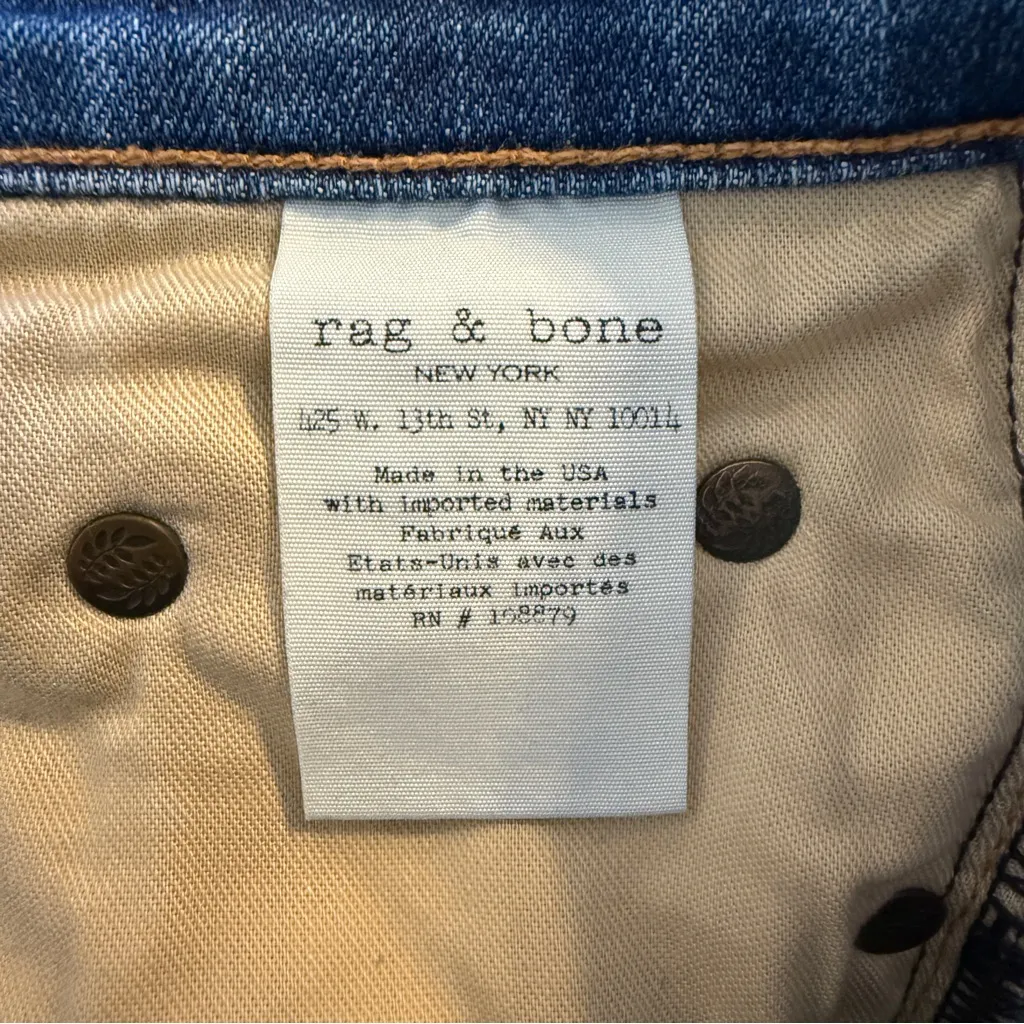 rag & bone
NEW YORK
425 W. 13th St, NY NY 10014
Made in the USA
with imported materials
Fabriqué Aux
Etats-Unis avec des
matériaux importés
RN #